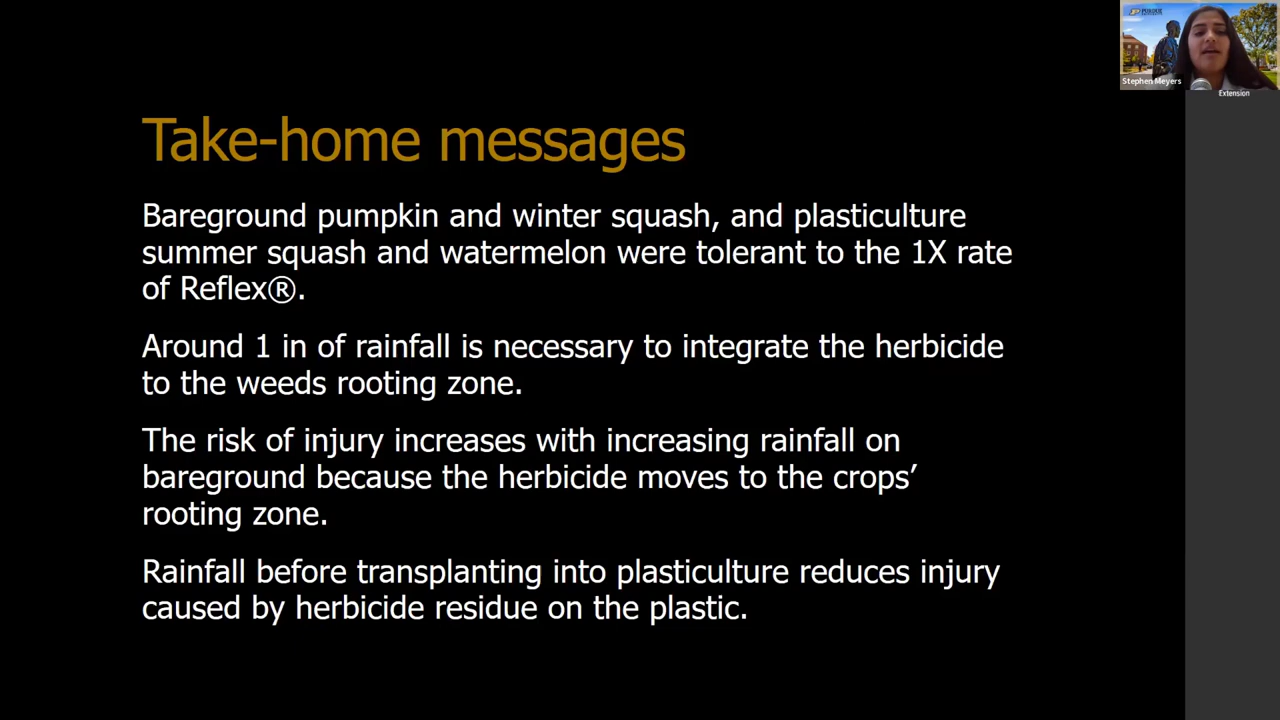 PURDUE
Stephen Meyers
Extension
Take-home messages
Bareground pumpkin and winter squash, and plasticulture
summer squash and watermelon were tolerant to the 1X rate
of Reflex®.
Around 1 in of rainfall is necessary to integrate the herbicide
to the weeds rooting zone.
The risk of injury increases with increasing rainfall on
bareground because the herbicide moves to the crops’
rooting zone.
Rainfall before transplanting into plasticulture reduces injury
caused by herbicide residue on the plastic.